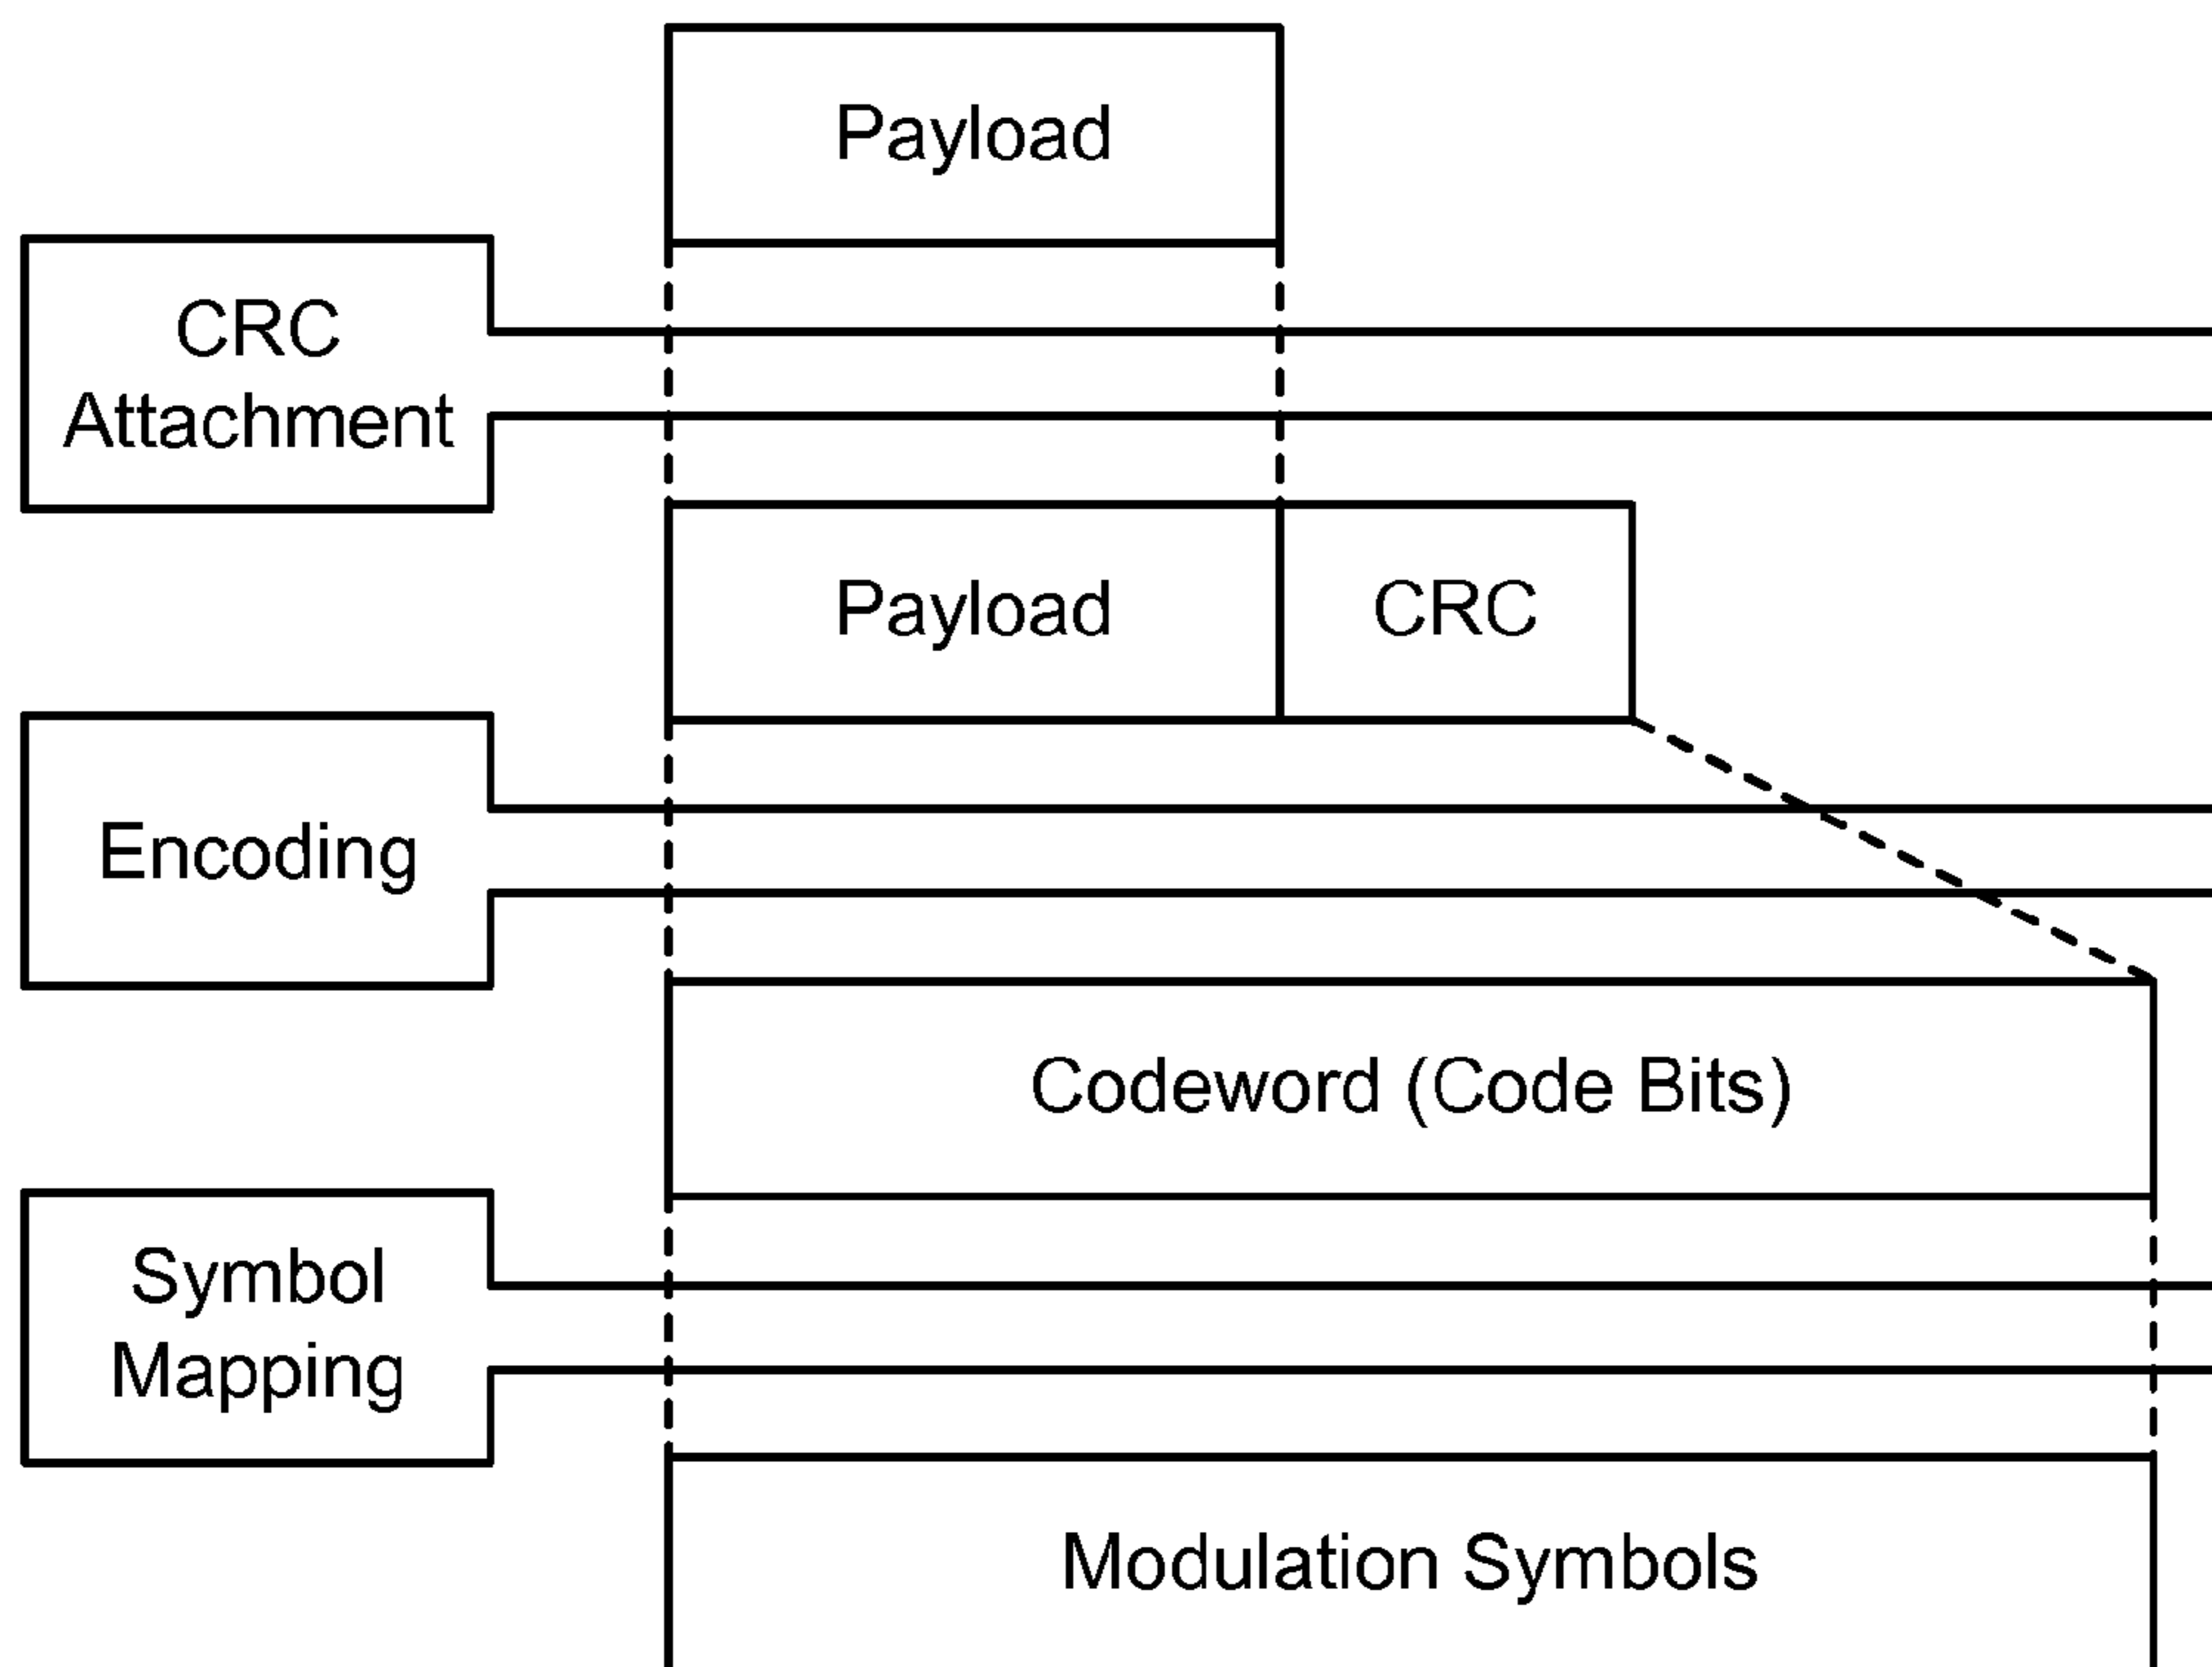 Payload
CRC
Attachment
Payload
CRC
Encoding
Codeword (Code Bits)
Symbol
Mapping
Modulation Symbols